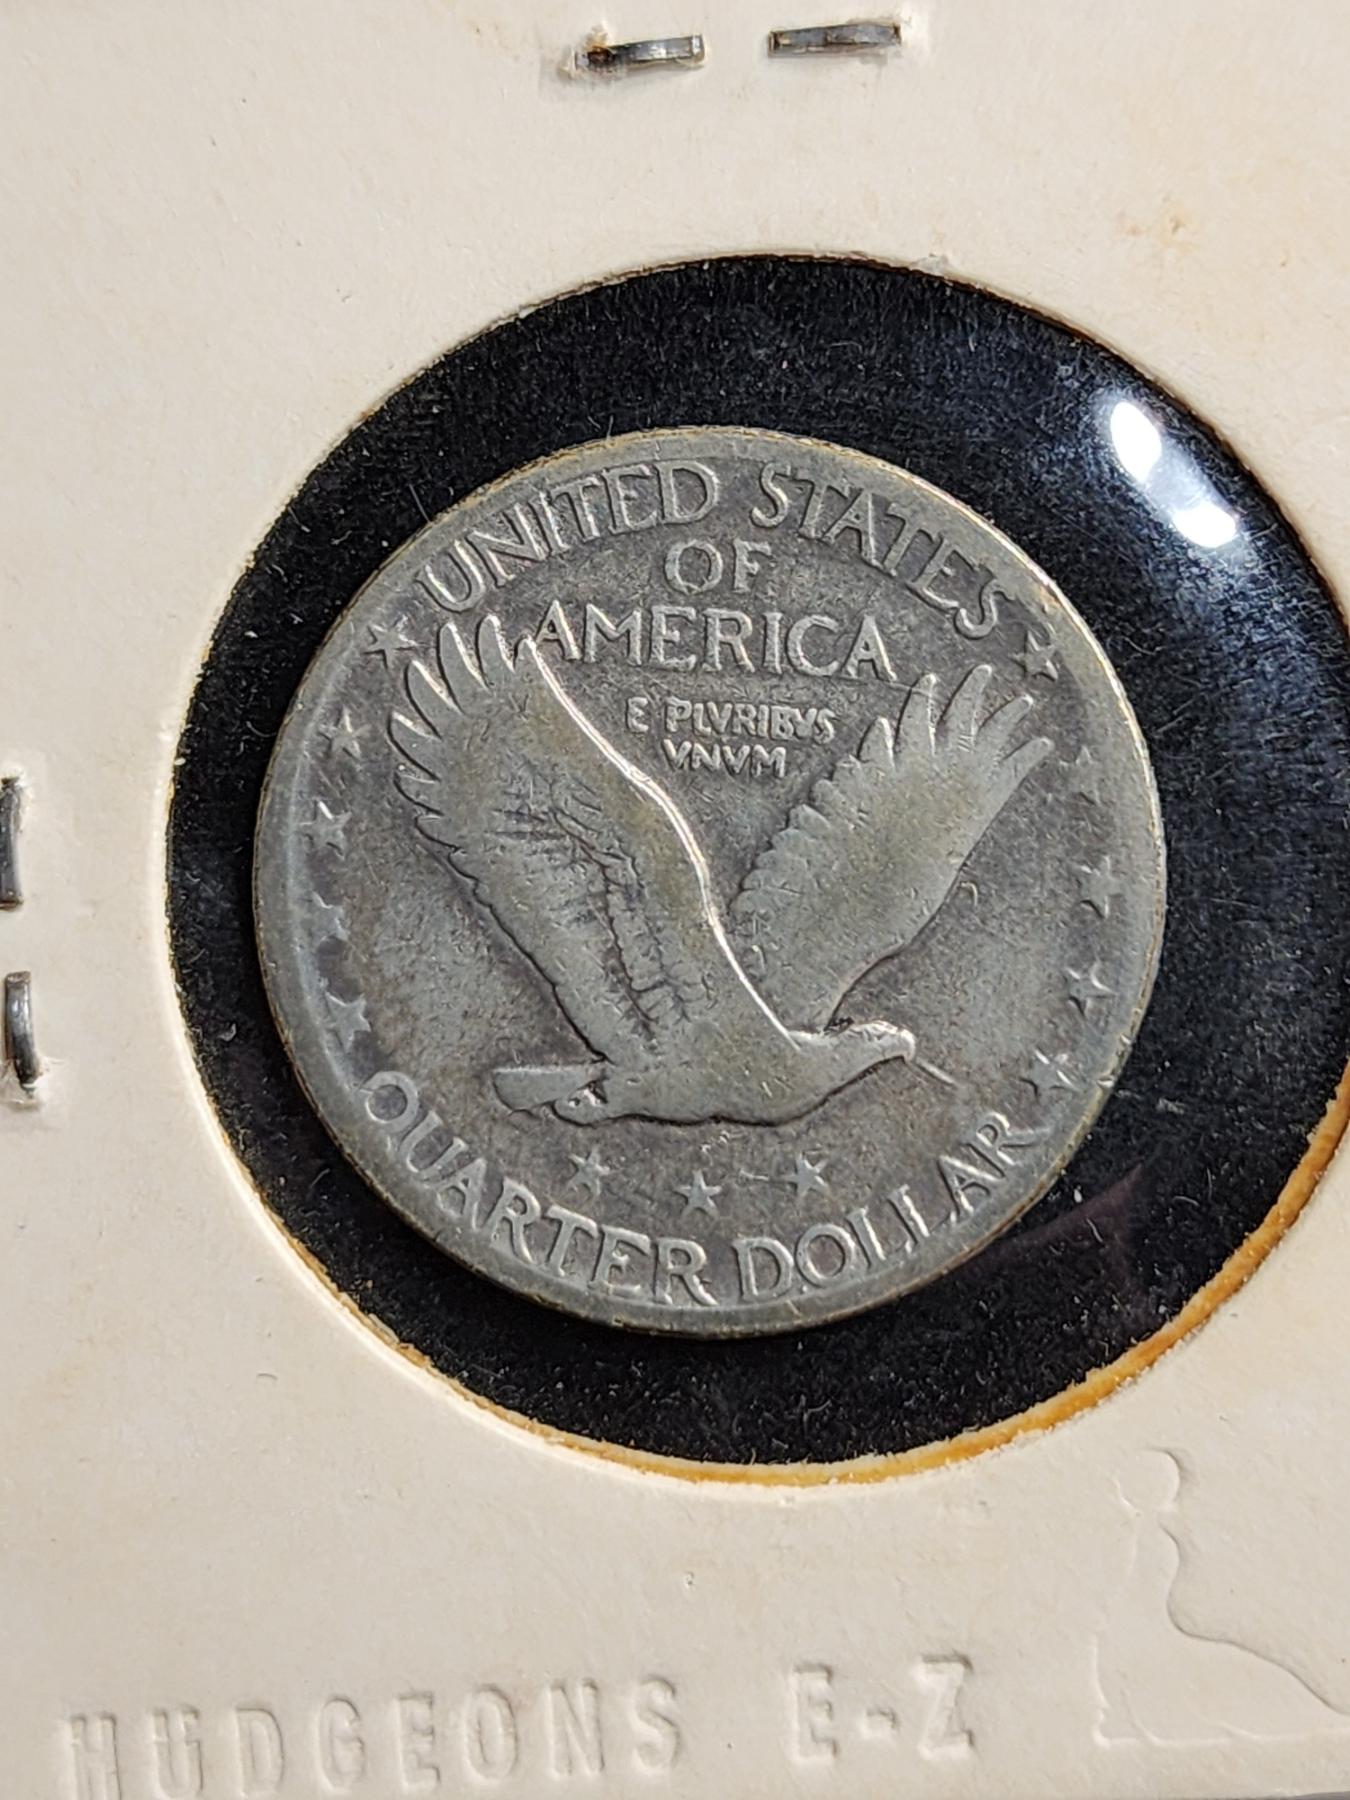 UNITED STATES
OF
AMERICA
E PLVRIBVS
VNVM
QUARTER DOLLAR
HUDGEONS E-Z